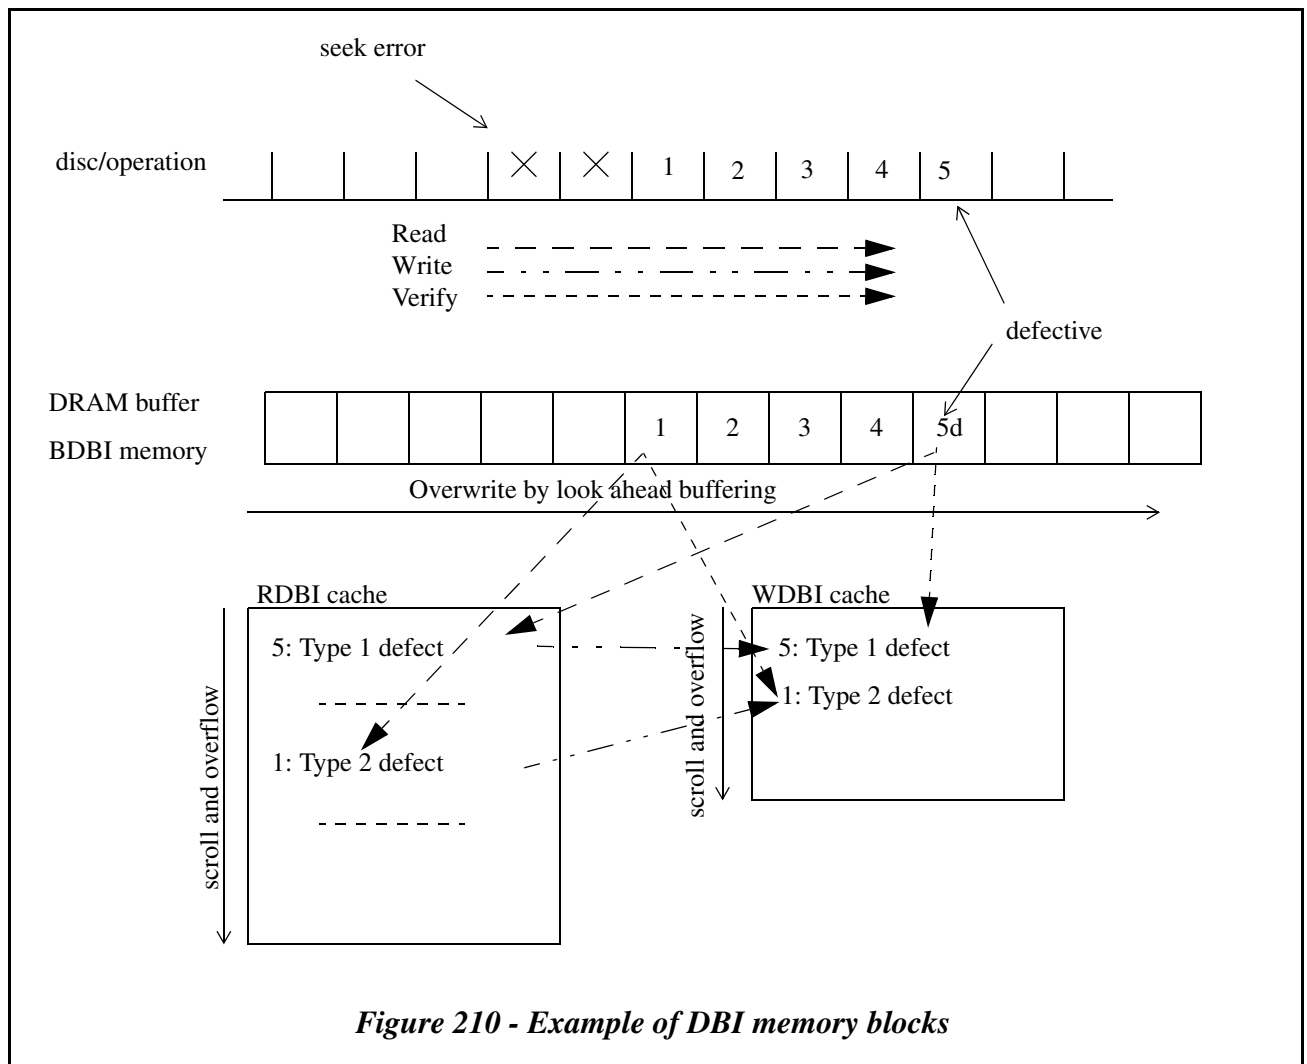 seek error
disc/operation
1 2 3 4 5
Read
Write
Verify
defective
DRAM buffer
BDBI memory
1 2 3 4 5d
Overwrite by look ahead buffering
RDBI cache
WDBI cache
5: Type 1 defect
5: Type 1 defect
1: Type 2 defect
1: Type 2 defect
scroll and overflow
scroll and overflow
Figure 210 - Example of DBI memory blocks